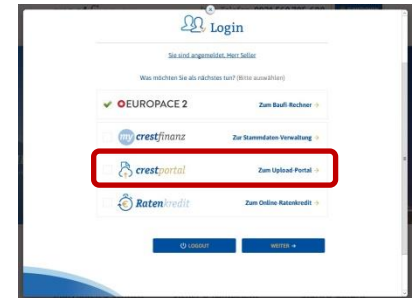 Login
Sie sind angemeldet, Herr Seller
Was möchten Sie als nächstes tun? (Bitte auswählen)
EUROPACE 2 Zum Baufi-Rechner →
my crestfinanz Zur Stammdaten-Verwaltung →
crestportal Zum Upload-Portal →
Ratenkredit Zum Online-Ratenkredit →
LOGOUT WEITER →